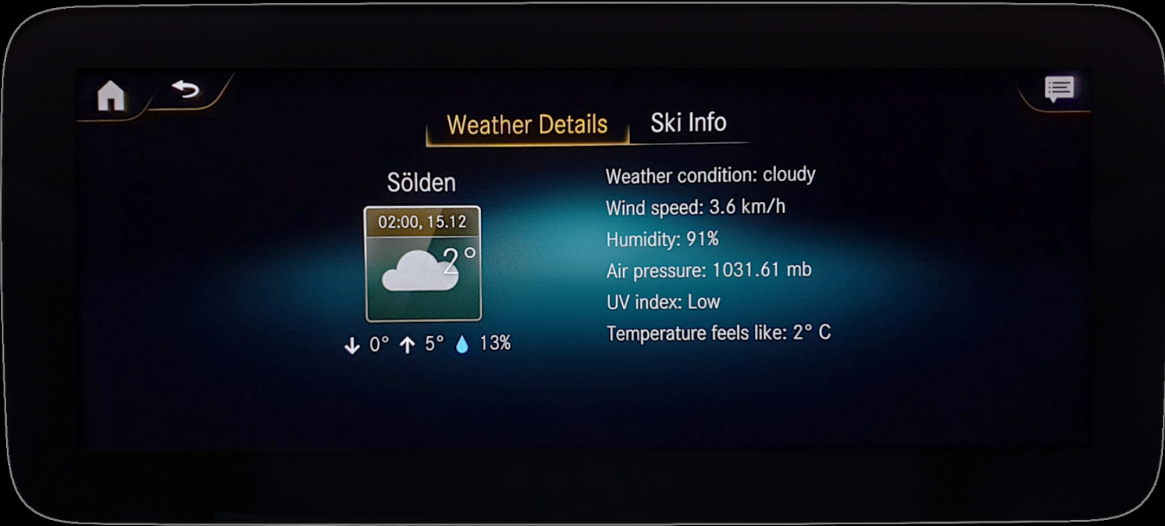 Weather Details
Ski Info
Sölden
02:00, 15.12
2°
0° 5° 13%
Weather condition: cloudy
Wind speed: 3.6 km/h
Humidity: 91%
Air pressure: 1031.61 mb
UV index: Low
Temperature feels like: 2° C